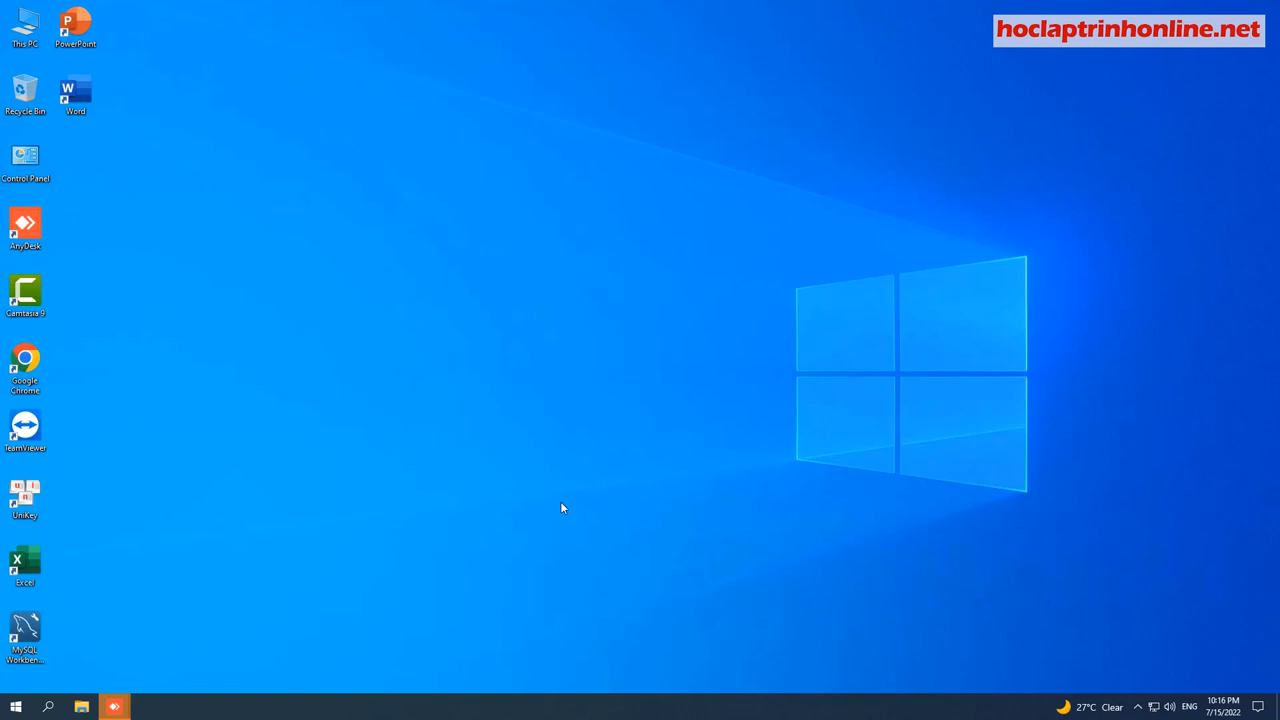 hoclaptrinhonline.net
This PC
PowerPoint
Recycle Bin
Word
Control Panel
AnyDesk
Camtasia 9
Google
Chrome
TeamViewer
UniKey
Excel
MySQL
Workben...
27°C Clear
ENG
10:16 PM
7/15/2022